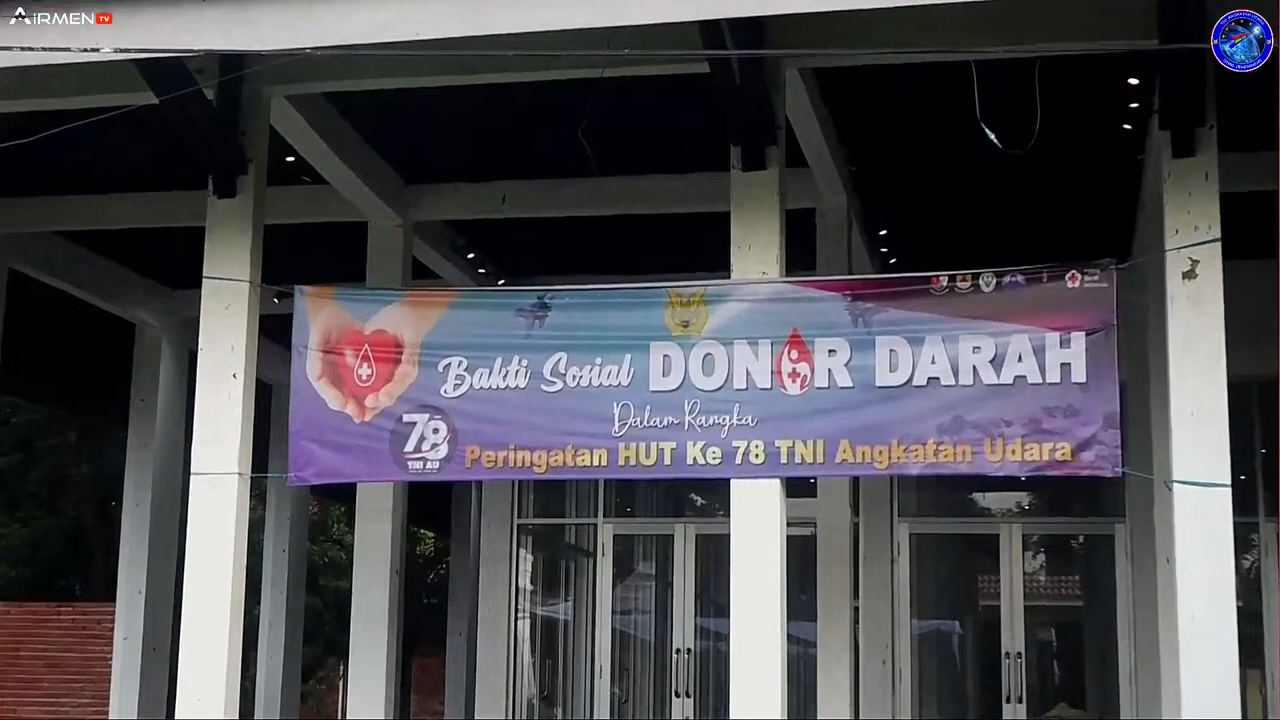 AIRMEN TV
Bakti Sosial DONOR DARAH
Dalam Rangka
78
TNI AU
Peringatan HUT Ke 78 TNI Angkatan Udara